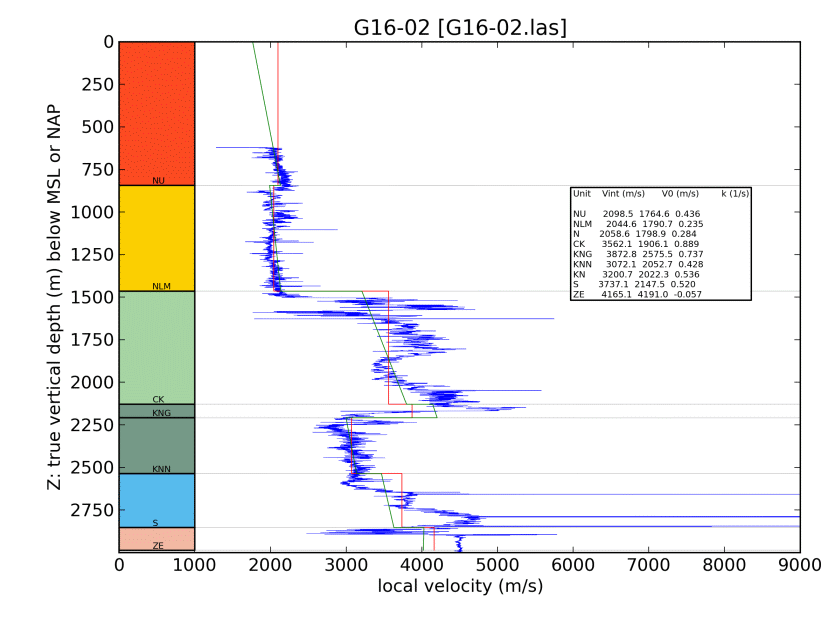 G16-02 [G16-02.las]
0
250
500
750
1000
1250
1500
1750
2000
2250
2500
2750
Z: true vertical depth (m) below MSL or NAP
NU
NLM
CK
KNG
KNN
S
ZE
Unit Vint (m/s) V0 (m/s) k (1/s)
NU 2098.5 1764.6 0.436
NLM 2044.6 1790.7 0.235
N 2058.6 1798.9 0.284
CK 3562.1 1906.1 0.889
KNG 3872.8 2575.5 0.737
KNN 3072.1 2052.7 0.428
KN 3200.7 2022.3 0.536
S 3737.1 2147.5 0.520
ZE 4165.1 4191.0 -0.057
0 1000 2000 3000 4000 5000 6000 7000 8000 9000
local velocity (m/s)